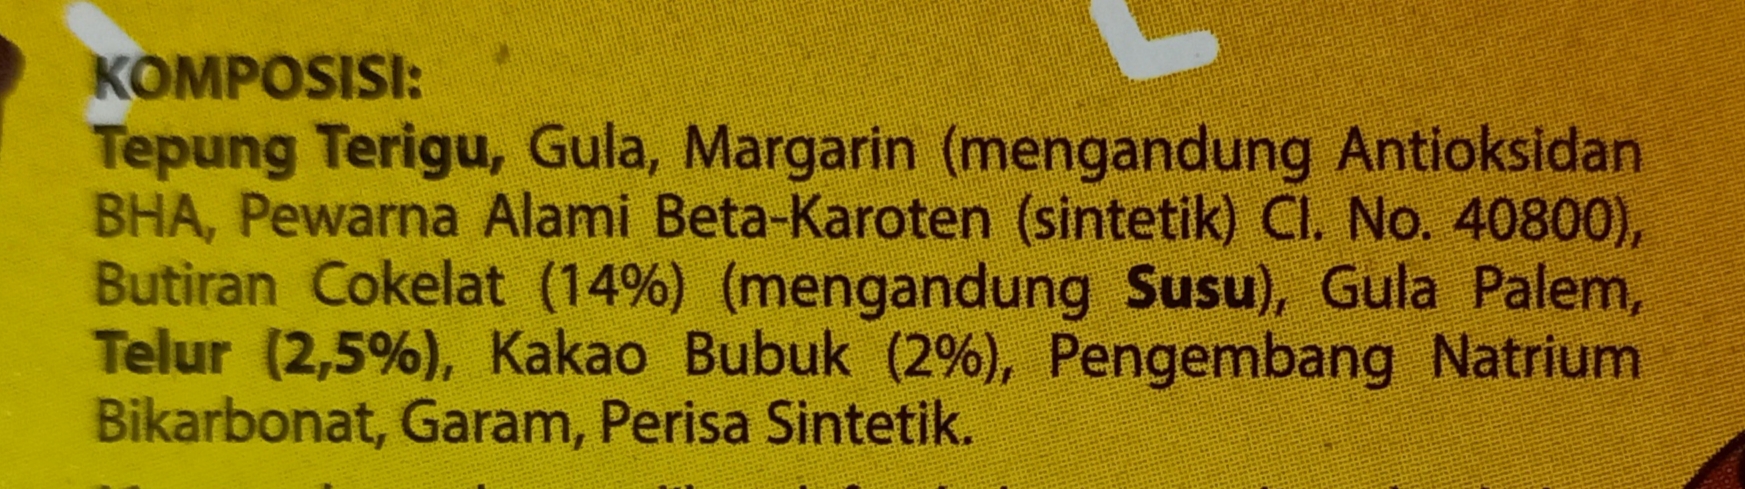 KOMPOSISI:
Tepung Terigu, Gula, Margarin (mengandung Antioksidan
BHA, Pewarna Alami Beta-Karoten (sintetik) Cl. No. 40800),
Butiran Cokelat (14%) (mengandung Susu), Gula Palem,
Telur (2,5%), Kakao Bubuk (2%), Pengembang Natrium
Bikarbonat, Garam, Perisa Sintetik.